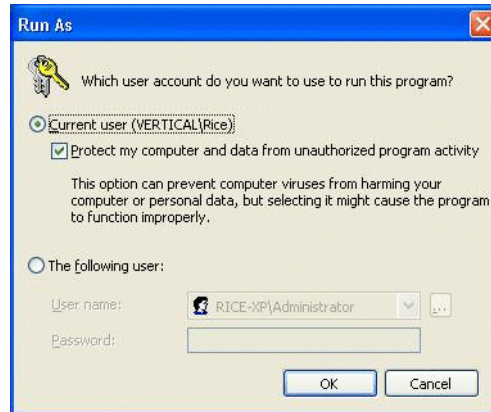 Run As
Which user account do you want to use to run this program?
Current user (VERTICAL\Rice)
Protect my computer and data from unauthorized program activity
This option can prevent computer viruses from harming your
computer or personal data, but selecting it might cause the program
to function improperly.
The following user:
User name:
RICE-XP\Administrator
...
Password:
OK
Cancel